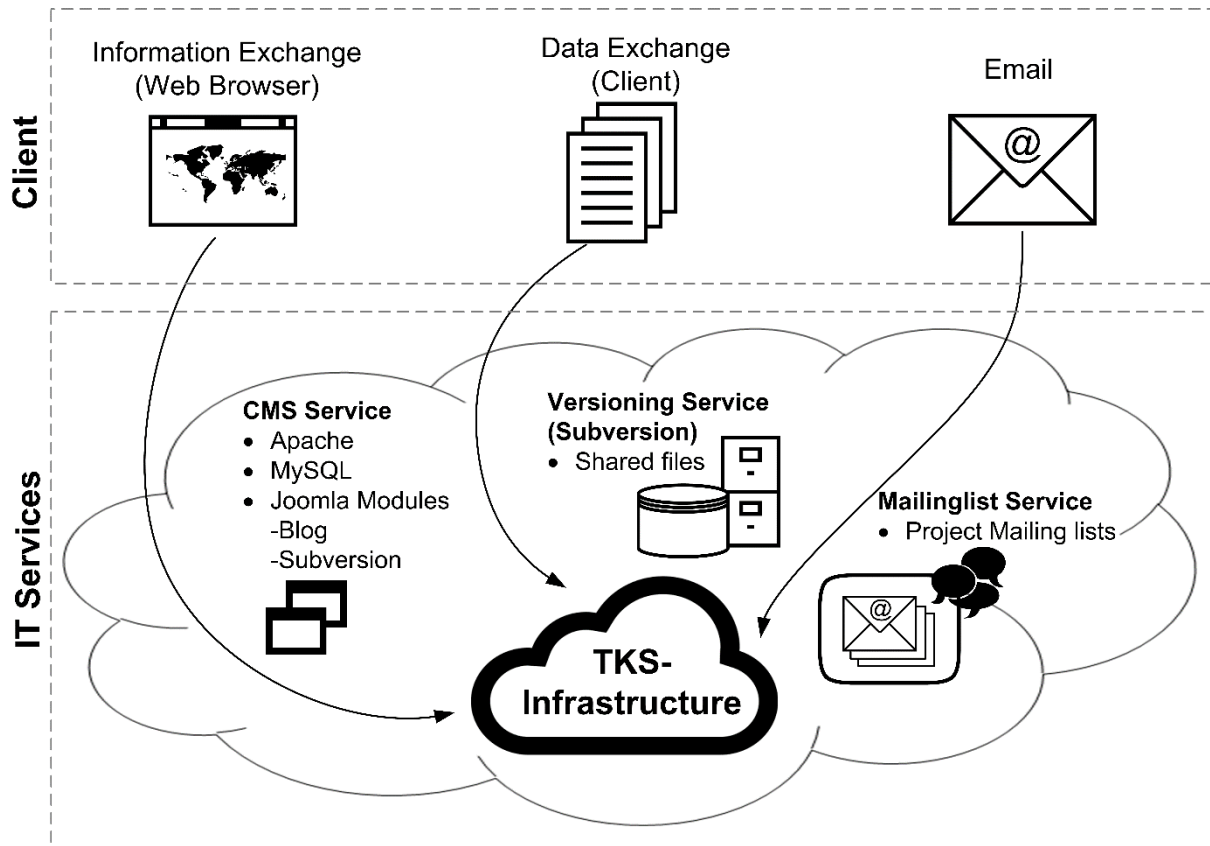 Client
Information Exchange
(Web Browser)
Data Exchange
(Client)
Email
@
IT Services
CMS Service
• Apache
• MySQL
• Joomla Modules
-Blog
-Subversion
Versioning Service
(Subversion)
• Shared files
Mailinglist Service
• Project Mailing lists
@
TKS-
Infrastructure